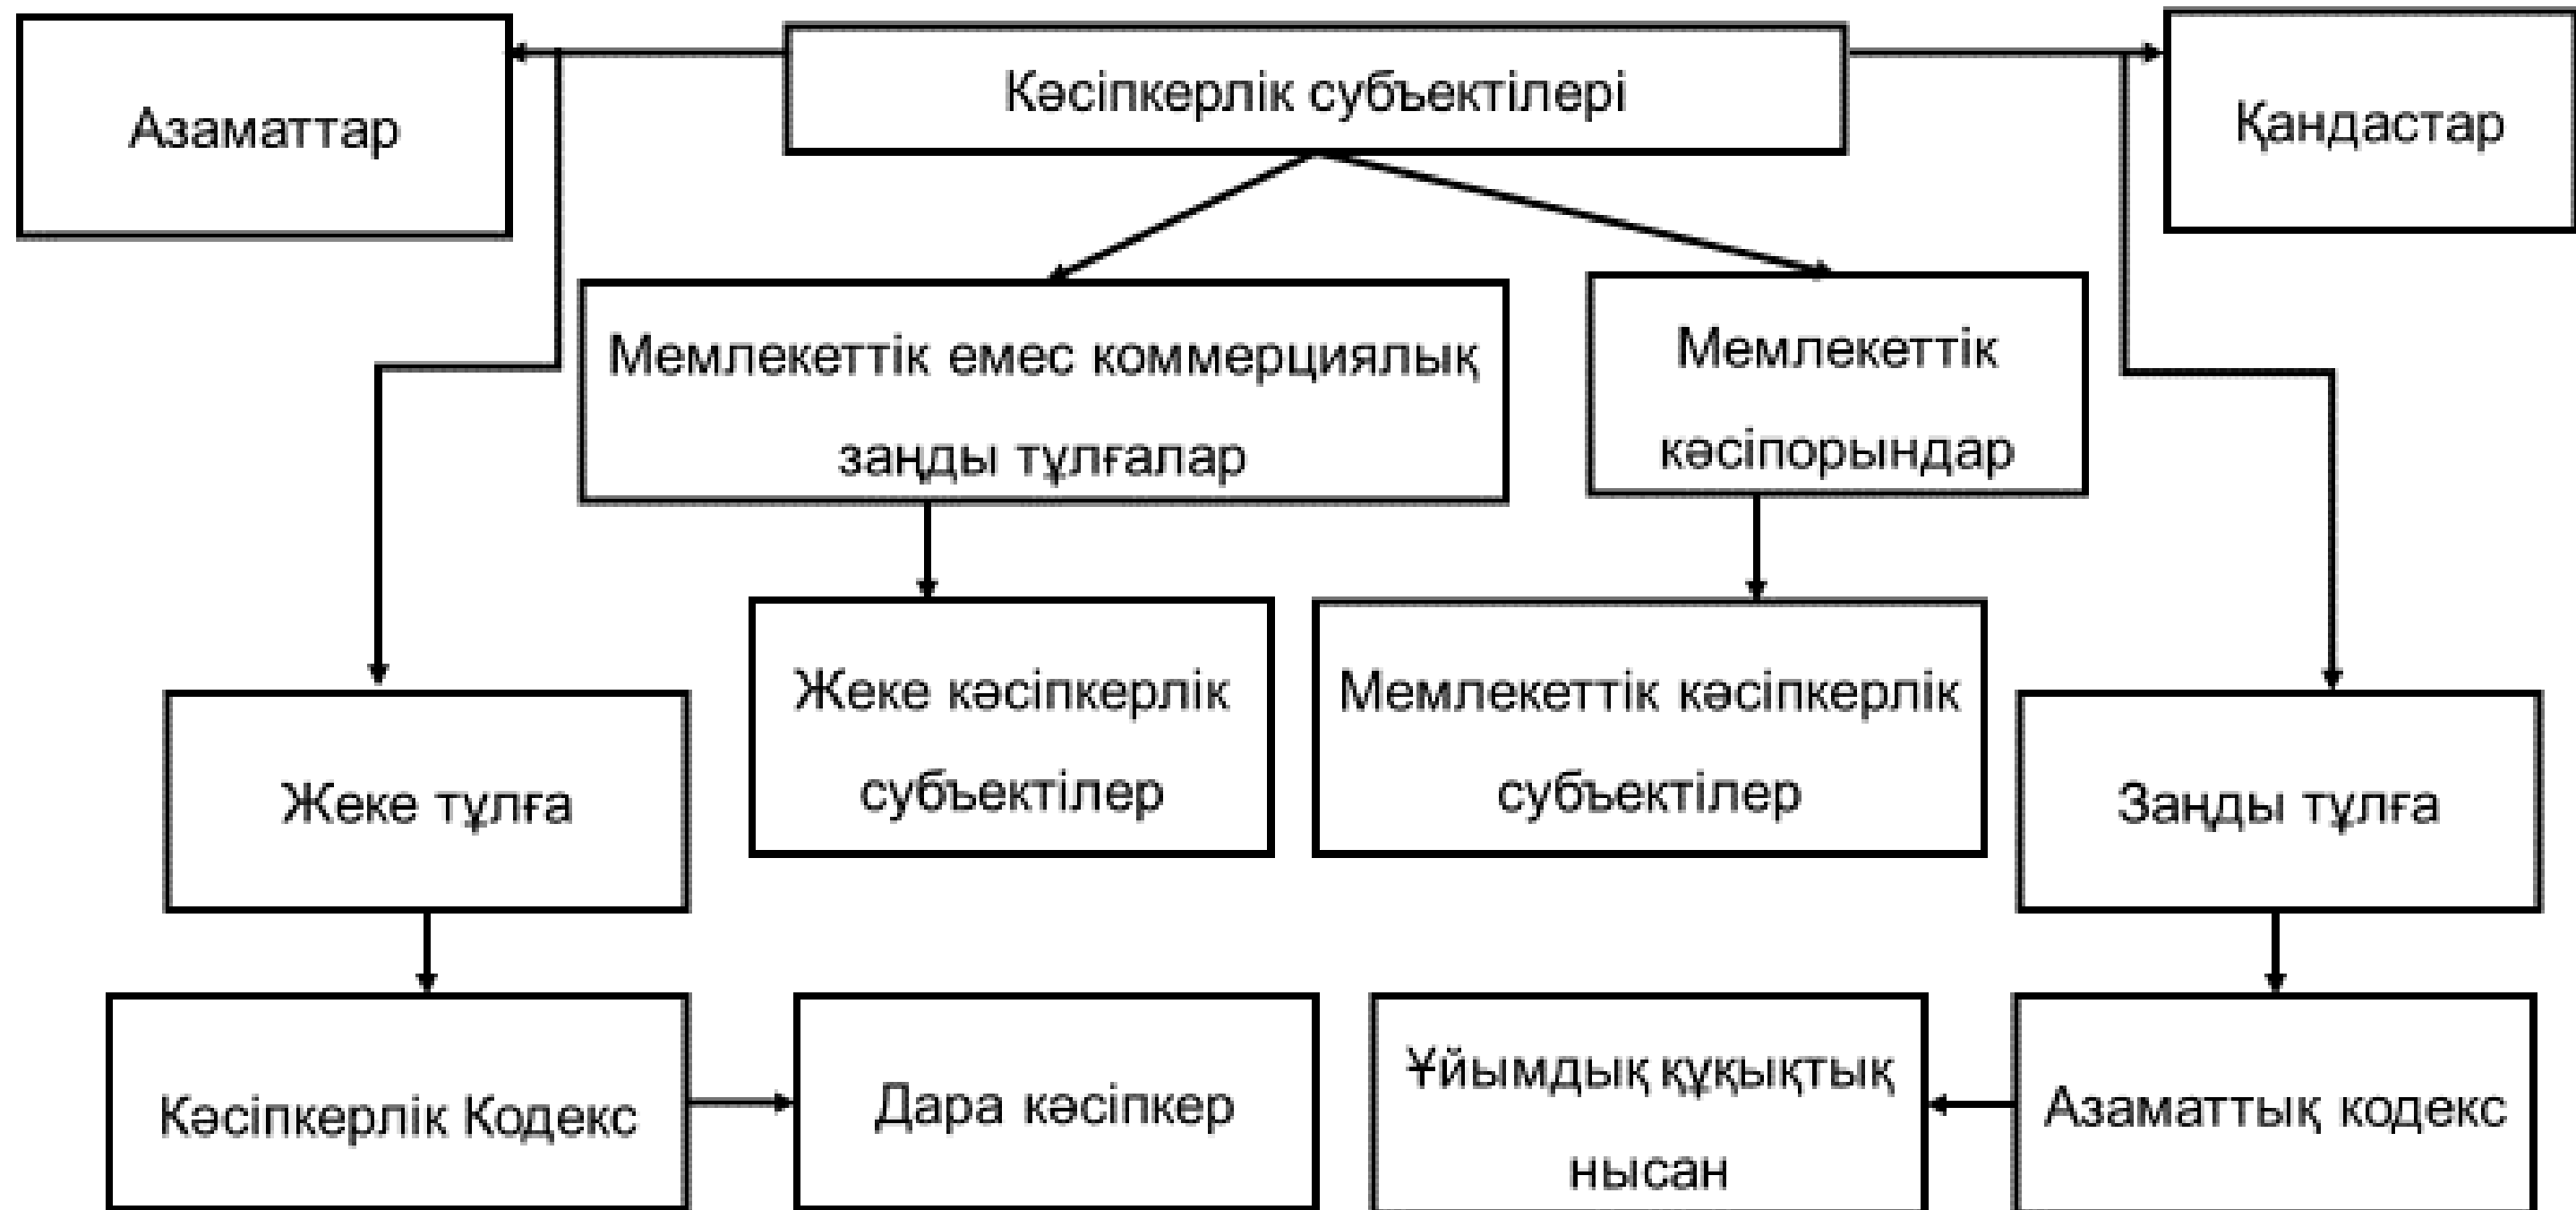 Азаматтар
Кәсіпкерлік субъектілері
Қандастар
Мемлекеттік емес коммерциялық
заңды тұлғалар
Мемлекеттік
кәсіпорындар
Жеке тұлға
Жеке кәсіпкерлік
субъектілер
Мемлекеттік кәсіпкерлік
субъектілер
Заңды тұлға
Кәсіпкерлік Кодекс
Дара кәсіпкер
Ұйымдық құқықтық
нысан
Азаматтық кодекс